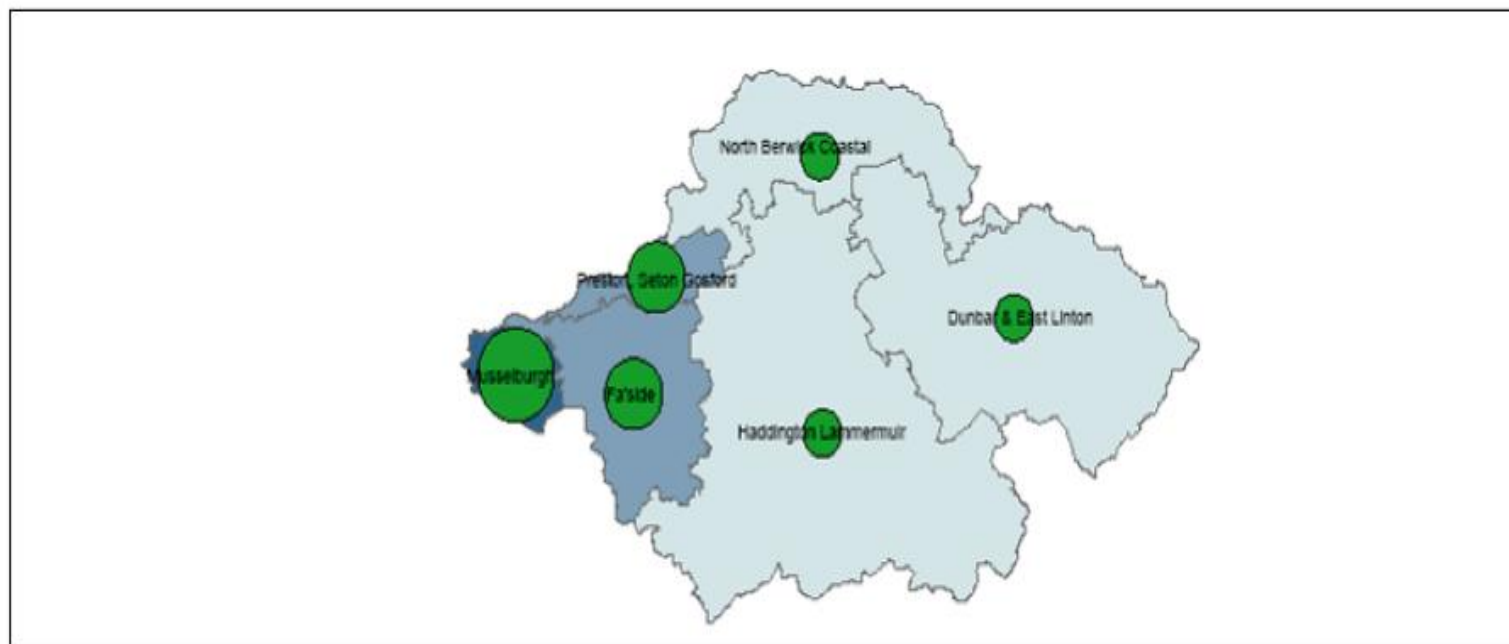 North Berwick Coastal
Preston, Seton Gosford
Dunbar & East Linton
Musselburgh
Fa'side
Haddington Lammermuir